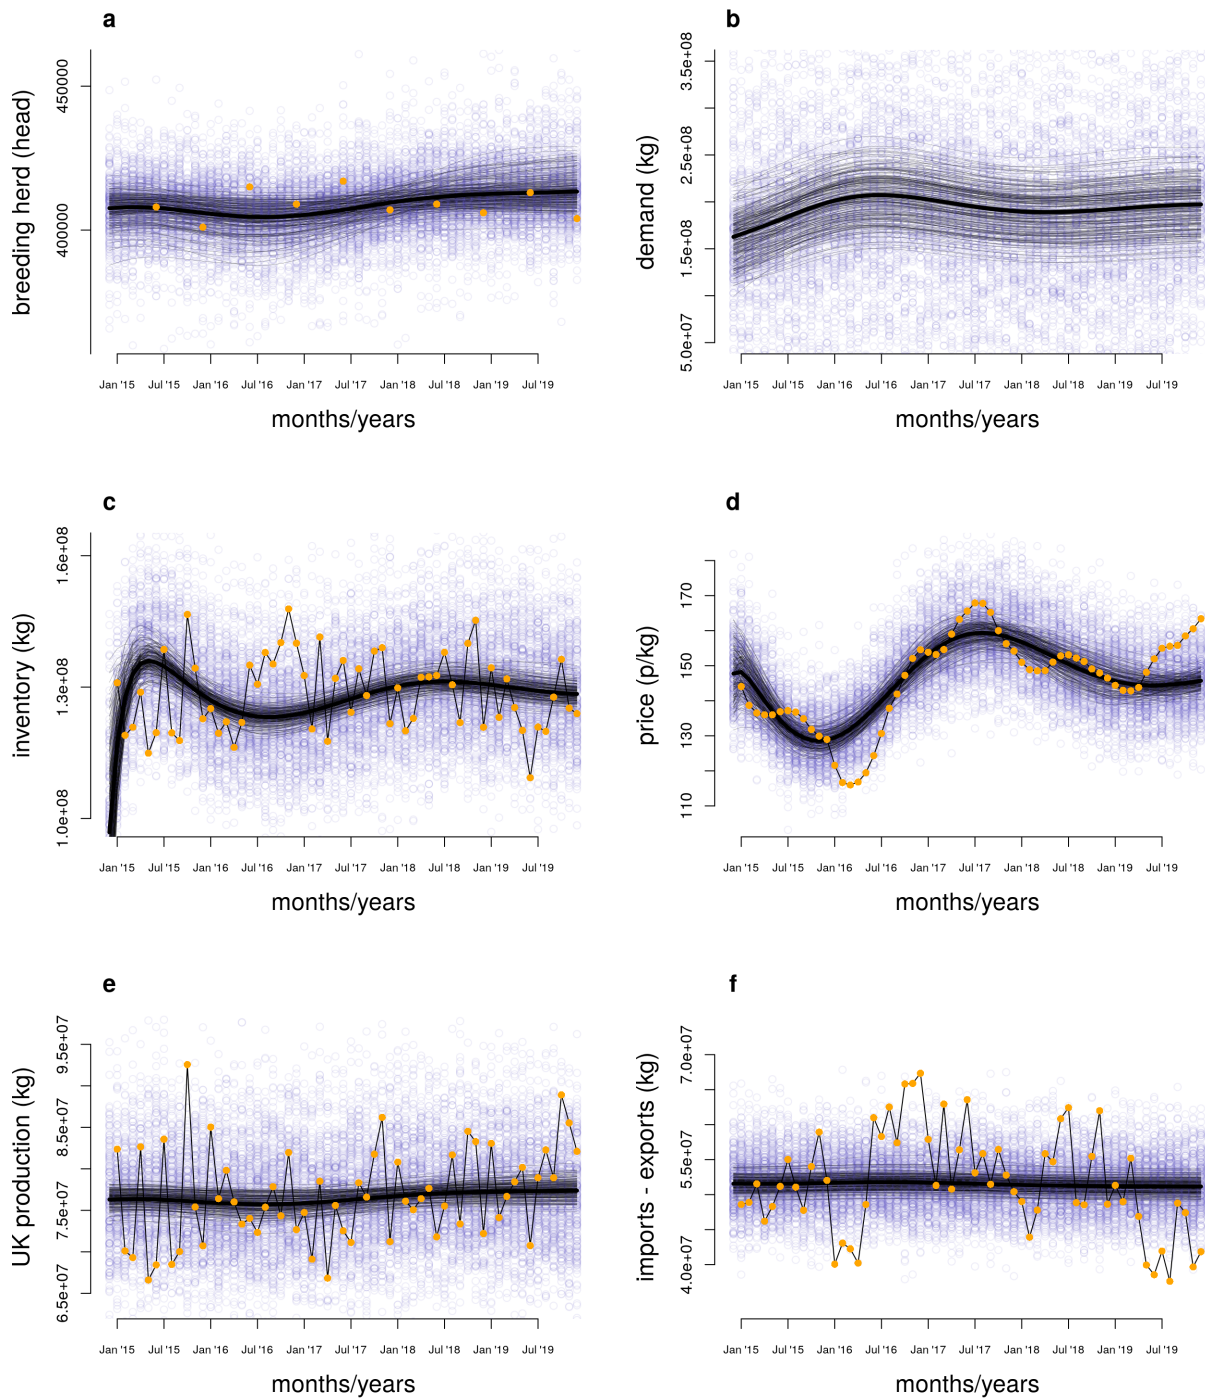 a
breeding herd (head)
450000
400000
Jan '15 Jul '15 Jan '16 Jul '16 Jan '17 Jul '17 Jan '18 Jul '18 Jan '19 Jul '19
months/years
b
demand (kg)
3.5e+08
2.5e+08
1.5e+08
5.0e+07
Jan '15 Jul '15 Jan '16 Jul '16 Jan '17 Jul '17 Jan '18 Jul '18 Jan '19 Jul '19
months/years
c
inventory (kg)
1.6e+08
1.3e+08
1.0e+08
Jan '15 Jul '15 Jan '16 Jul '16 Jan '17 Jul '17 Jan '18 Jul '18 Jan '19 Jul '19
months/years
d
price (p/kg)
170
150
130
110
Jan '15 Jul '15 Jan '16 Jul '16 Jan '17 Jul '17 Jan '18 Jul '18 Jan '19 Jul '19
months/years
e
UK production (kg)
9.5e+07
8.5e+07
7.5e+07
6.5e+07
Jan '15 Jul '15 Jan '16 Jul '16 Jan '17 Jul '17 Jan '18 Jul '18 Jan '19 Jul '19
months/years
f
imports - exports (kg)
7.0e+07
5.5e+07
4.0e+07
Jan '15 Jul '15 Jan '16 Jul '16 Jan '17 Jul '17 Jan '18 Jul '18 Jan '19 Jul '19
months/years